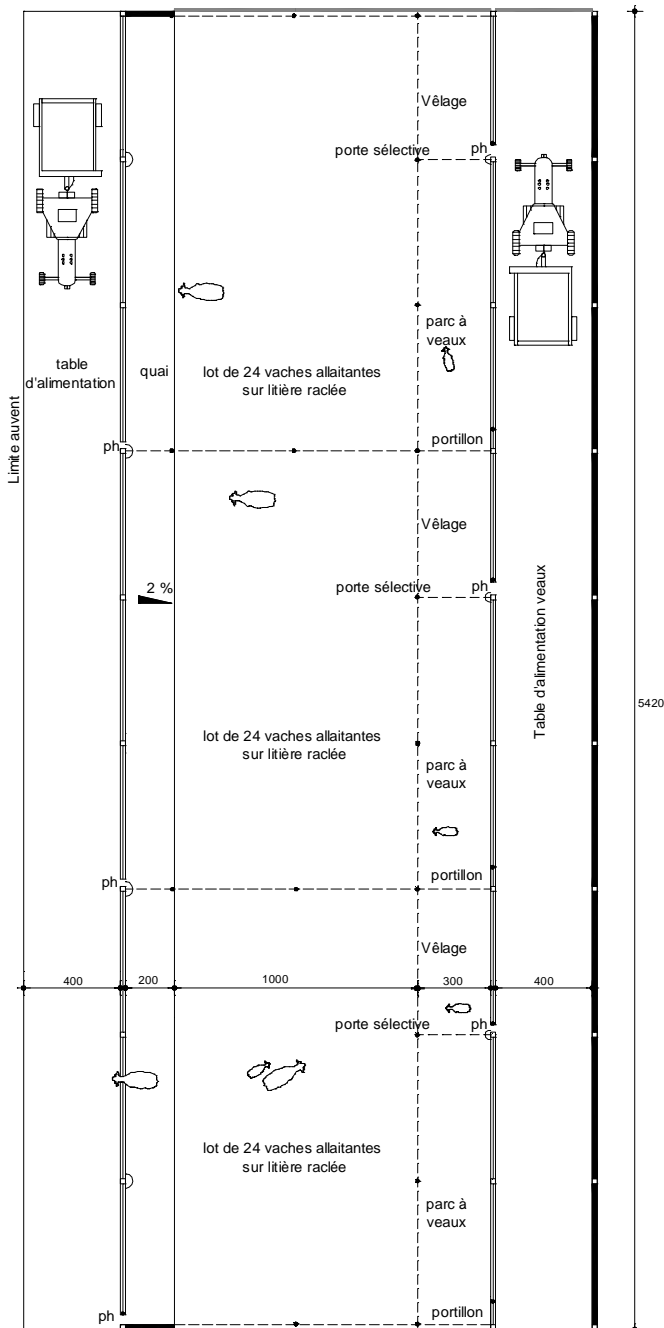 Vêlage
porte sélective
ph
parc à
veaux
table
d'alimentation
quai
lot de 24 vaches allaitantes
sur litière raclée
Limite auvent
ph
portillon
Vêlage
2 %
porte sélective
ph
Table d'alimentation veaux
5420
lot de 24 vaches allaitantes
sur litière raclée
parc à
veaux
ph
portillon
Vêlage
400
200
1000
300
400
porte sélective
ph
lot de 24 vaches allaitantes
sur litière raclée
parc à
veaux
ph
portillon